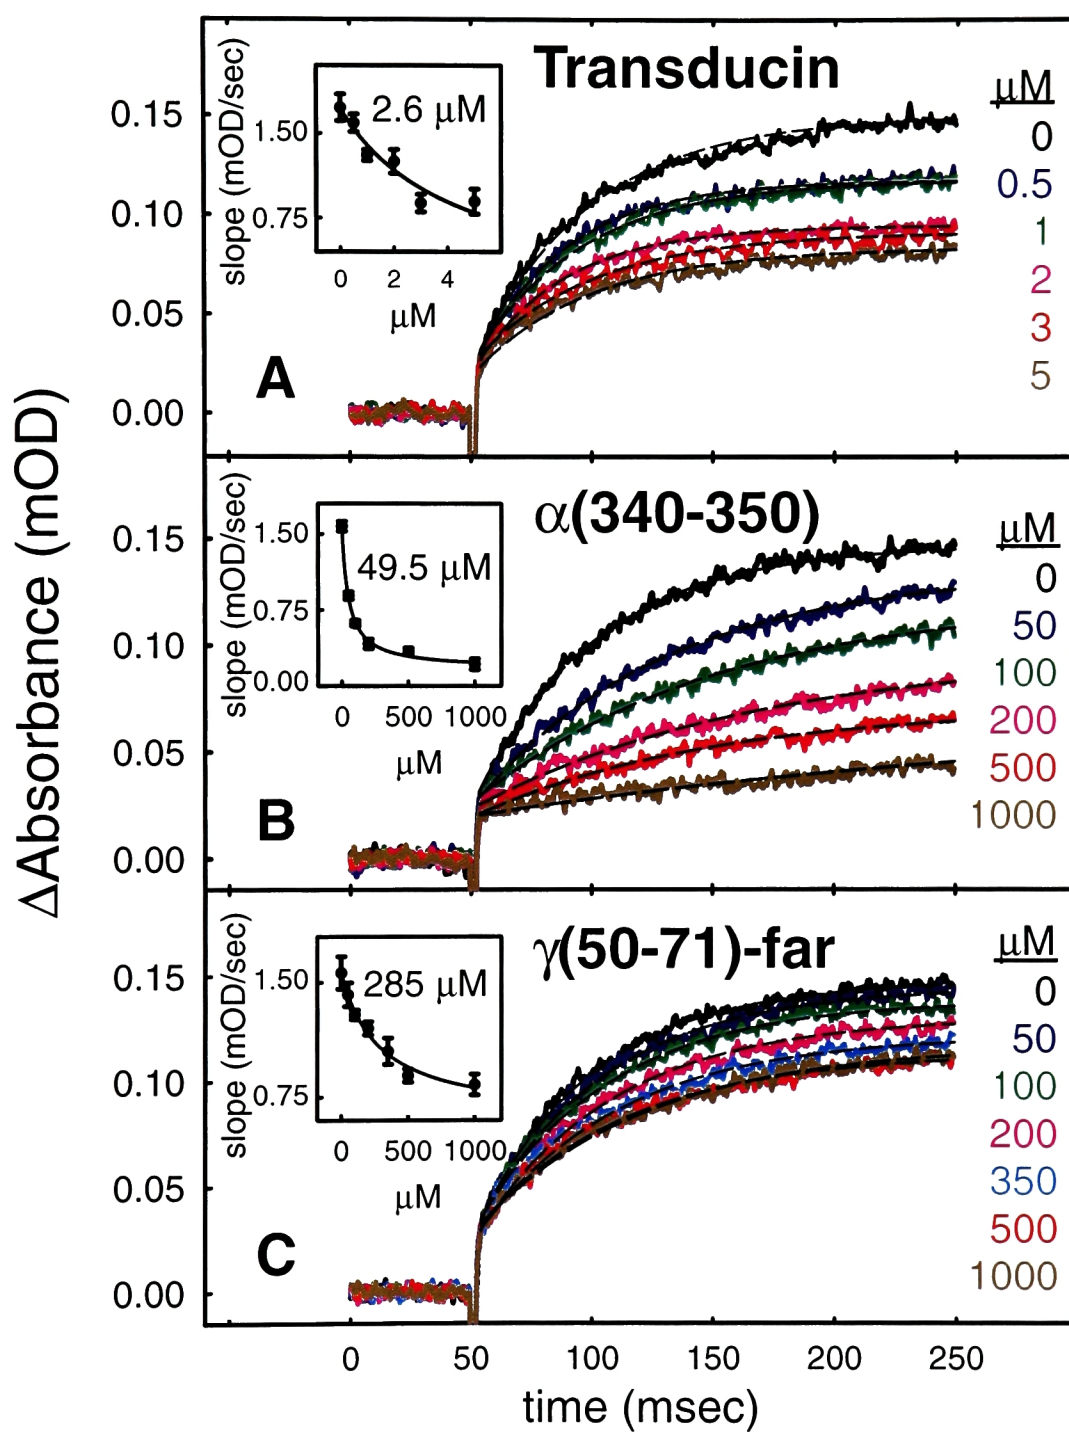 ΔAbsorbance (mOD)
Transducin
μM
0
0.5
1
2
3
5
0.15
0.10
0.05
0.00
slope (mOD/sec)
1.50
0.75
2.6 μM
0 2 4
μM
A
α(340-350)
μM
0
50
100
200
500
1000
0.15
0.10
0.05
0.00
slope (mOD/sec)
1.50
0.75
0.00
49.5 μM
0 500 1000
μM
B
γ(50-71)-far
μM
0
50
100
200
350
500
1000
0.15
0.10
0.05
0.00
slope (mOD/sec)
1.50
0.75
285 μM
0 500 1000
μM
C
0 50 100 150 200 250
time (msec)